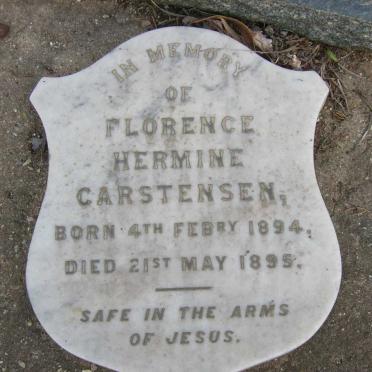 IN MEMORY
OF
FLORENCE
HERMINE
CARSTENSEN,
BORN 4TH FEBRY 1894,
DIED 21ST MAY 1895.
SAFE IN THE ARMS
OF JESUS.